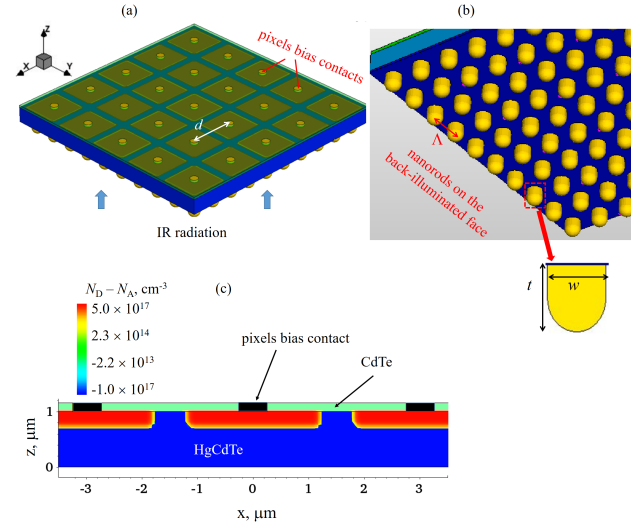 (a)
Z
X
Y
pixels bias contacts
d
IR radiation
(b)
Λ
nanorods on the
back-illuminated face
t
w
(c)
N_D – N_A, cm⁻³
5.0 × 10¹⁷
2.3 × 10¹⁴
-2.2 × 10¹³
-1.0 × 10¹⁷
pixels bias contact
CdTe
HgCdTe
z, μm
1
0
-3
-2
-1
0
1
2
3
x, μm